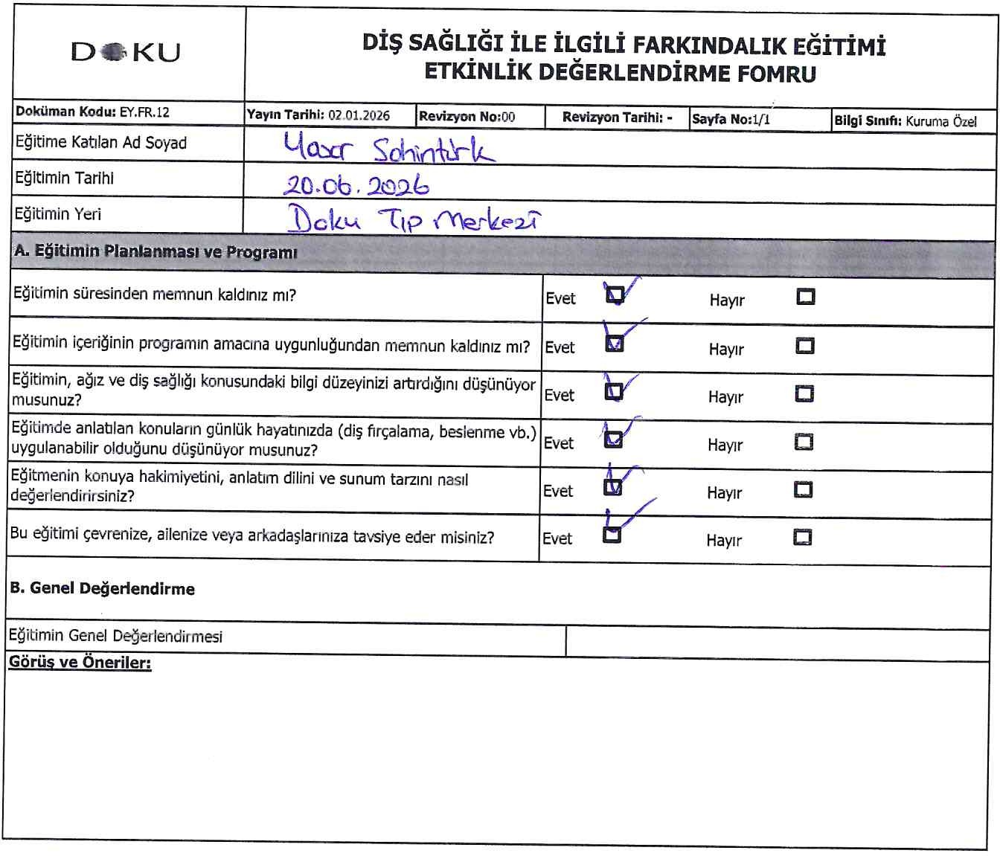 DOKU
DİŞ SAĞLIĞI İLE İLGİLİ FARKINDALIK EĞİTİMİ
ETKİNLİK DEĞERLENDİRME FOMRU
Doküman Kodu: EY.FR.12 Yayın Tarihi: 02.01.2026 Revizyon No:00 Revizyon Tarihi: - Sayfa No:1/1 Bilgi Sınıfı: Kuruma Özel
Eğitime Katılan Ad Soyad Yaşar Sahintürk
Eğitimin Tarihi 20.06.2026
Eğitimin Yeri Doku Tıp Merkezi
A. Eğitimin Planlanması ve Programı
Eğitimin süresinden memnun kaldınız mı? Evet ☑ Hayır ☐
Eğitimin içeriğinin programın amacına uygunluğundan memnun kaldınız mı? Evet ☑ Hayır ☐
Eğitimin, ağız ve diş sağlığı konusundaki bilgi düzeyinizi artırdığını düşünüyor
musunuz? Evet ☑ Hayır ☐
Eğitimde anlatılan konuların günlük hayatınızda (diş fırçalama, beslenme vb.)
uygulanabilir olduğunu düşünüyor musunuz? Evet ☑ Hayır ☐
Eğitmenin konuya hakimiyetini, anlatım dilini ve sunum tarzını nasıl
değerlendirirsiniz? Evet ☑ Hayır ☐
Bu eğitimi çevrenize, ailenize veya arkadaşlarınıza tavsiye eder misiniz? Evet ☑ Hayır ☐
B. Genel Değerlendirme
Eğitimin Genel Değerlendirmesi
Görüş ve Öneriler: